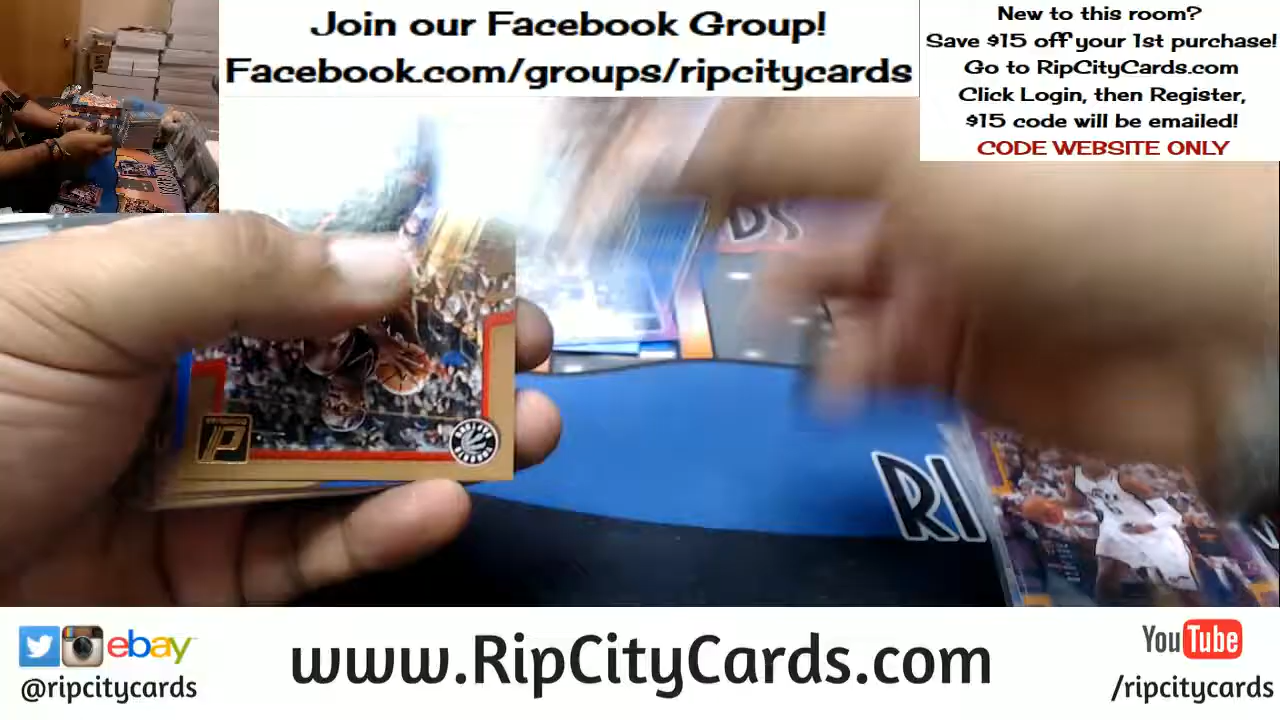 Join our Facebook Group!
Facebook.com/groups/ripcitycards
New to this room?
Save $15 off your 1st purchase!
Go to RipCityCards.com
Click Login, then Register,
$15 code will be emailed!
CODE WEBSITE ONLY
DS
RI
ebay
@ripcitycards
www.RipCityCards.com
YouTube
/ripcitycards